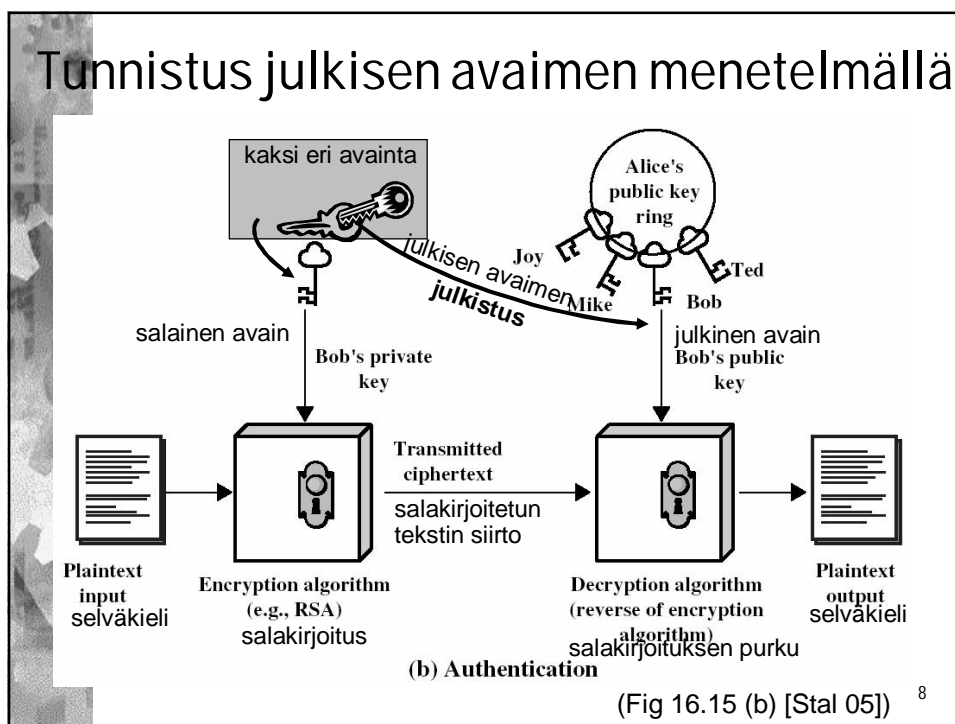 Tunnistus julkisen avaimen menetelmällä
kaksi eri avainta
Alice's
public key
ring
Joy
Mike
Bob
Ted
julkisen avaimen
julkistus
salainen avain
julkinen avain
Bob's private
key
Bob's public
key
Transmitted
ciphertext
salakirjoitetun
tekstin siirto
Plaintext
input
selväkieli
Encryption algorithm
(e.g., RSA)
salakirjoitus
Decryption algorithm
(reverse of encryption
algorithm)
salakirjoituksen purku
Plaintext
output
selväkieli
(b) Authentication
(Fig 16.15 (b) [Stal 05])
8